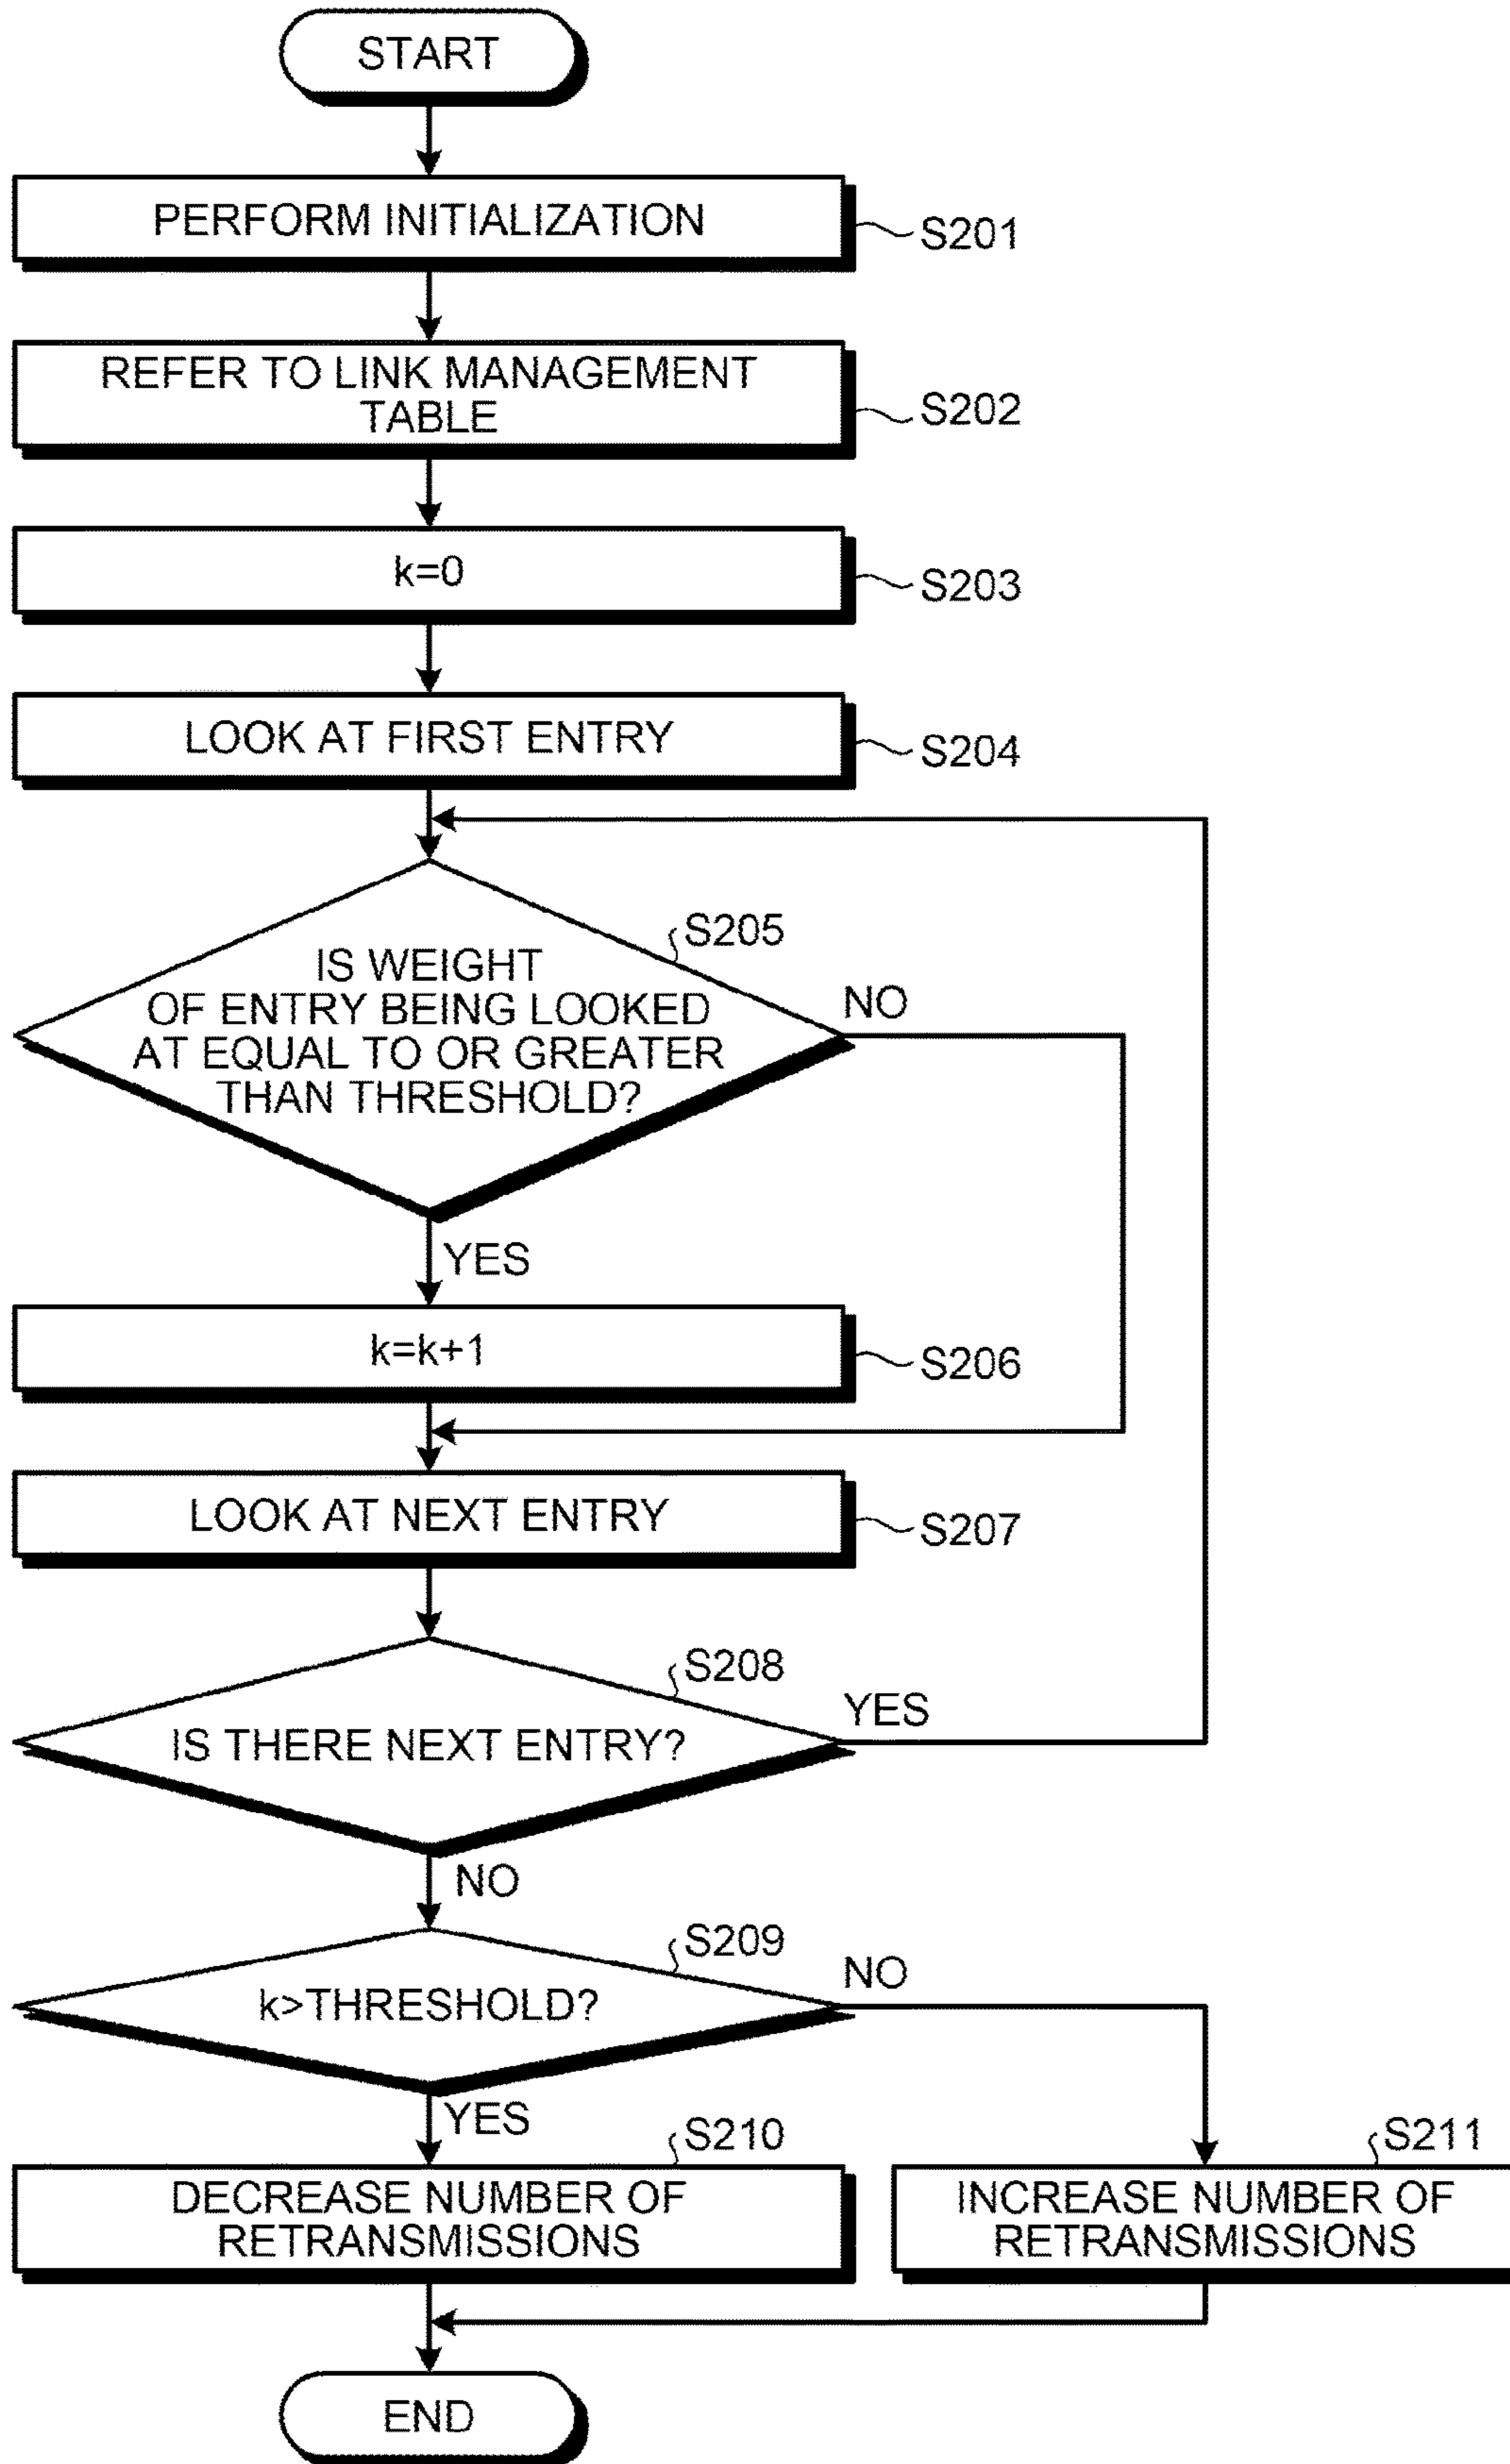 START
PERFORM INITIALIZATION
S201
REFER TO LINK MANAGEMENT
TABLE
S202
k=0
S203
LOOK AT FIRST ENTRY
S204
S205
IS WEIGHT
OF ENTRY BEING LOOKED
AT EQUAL TO OR GREATER
THAN THRESHOLD?
NO
YES
k=k+1
S206
LOOK AT NEXT ENTRY
S207
S208
IS THERE NEXT ENTRY?
YES
NO
S209
k>THRESHOLD?
NO
YES
S210
DECREASE NUMBER OF
RETRANSMISSIONS
S211
INCREASE NUMBER OF
RETRANSMISSIONS
END